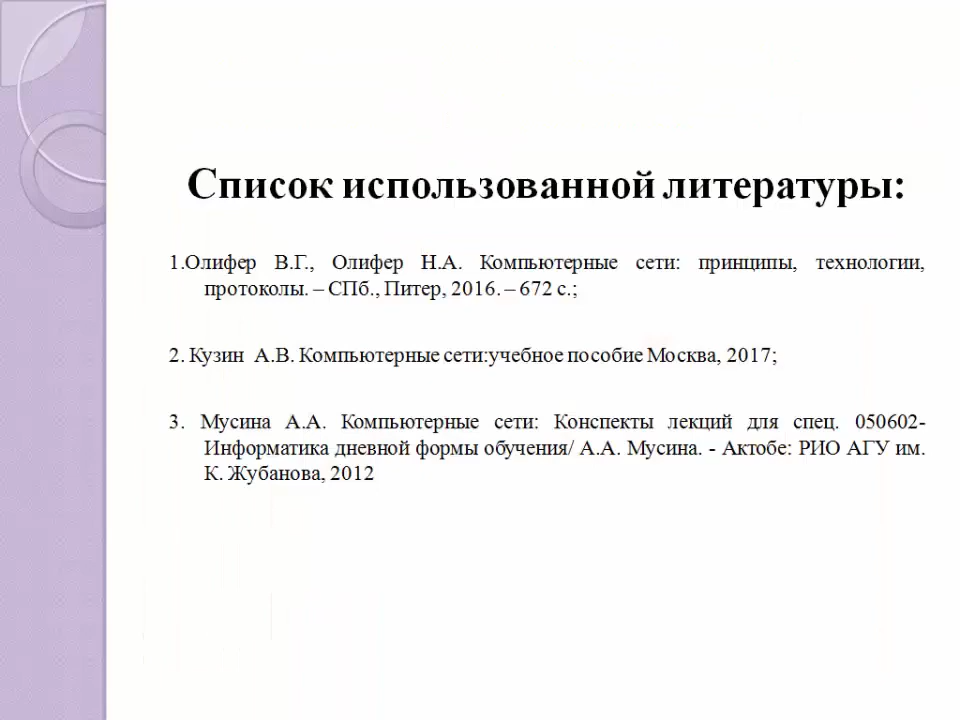 Список использованной литературы:
1.Олифер В.Г., Олифер Н.А. Компьютерные сети: принципы, технологии,
протоколы. – СПб., Питер, 2016. – 672 с.;
2. Кузин А.В. Компьютерные сети:учебное пособие Москва, 2017;
3. Мусина А.А. Компьютерные сети: Конспекты лекций для спец. 050602-
Информатика дневной формы обучения/ А.А. Мусина. - Актобе: РИО АГУ им.
К. Жубанова, 2012